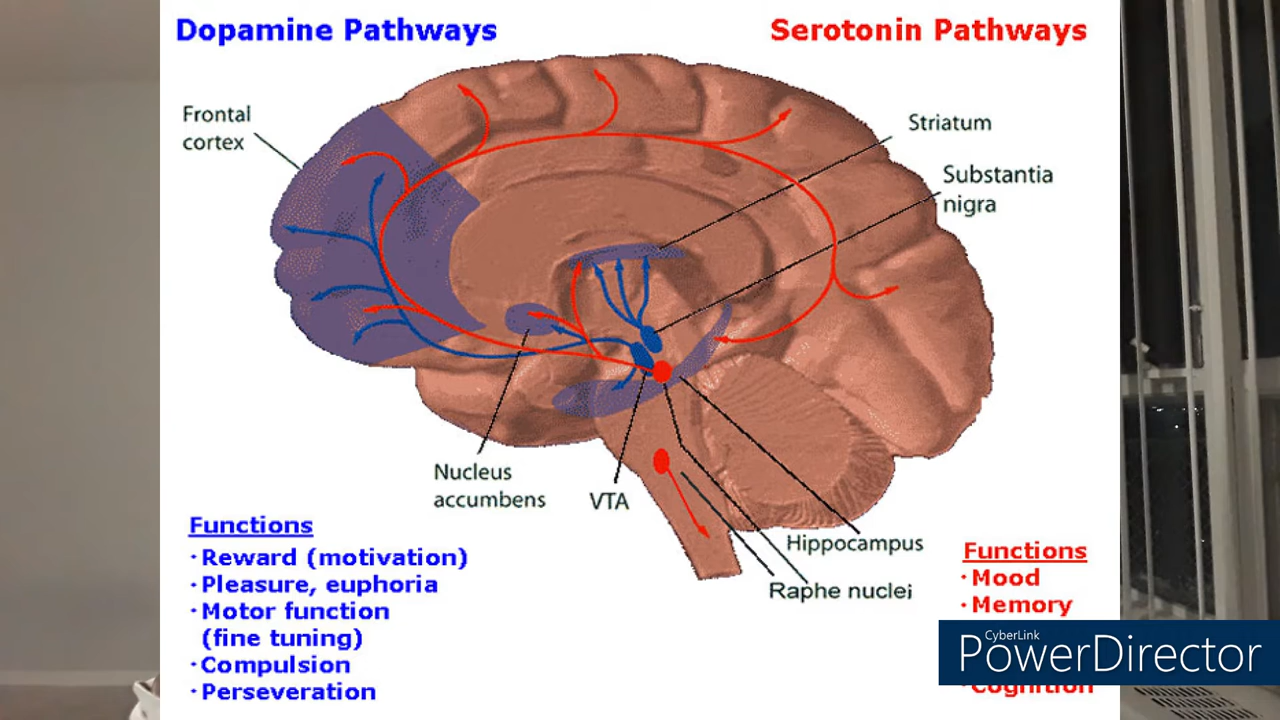 Dopamine Pathways
Serotonin Pathways
Frontal
cortex
Striatum
Substantia
nigra
Nucleus
accumbens
VTA
Hippocampus
Raphe nuclei
Functions
· Reward (motivation)
· Pleasure, euphoria
· Motor function
(fine tuning)
· Compulsion
· Perseveration
Functions
· Mood
· Memory
CyberLink
PowerDirector
Cognition